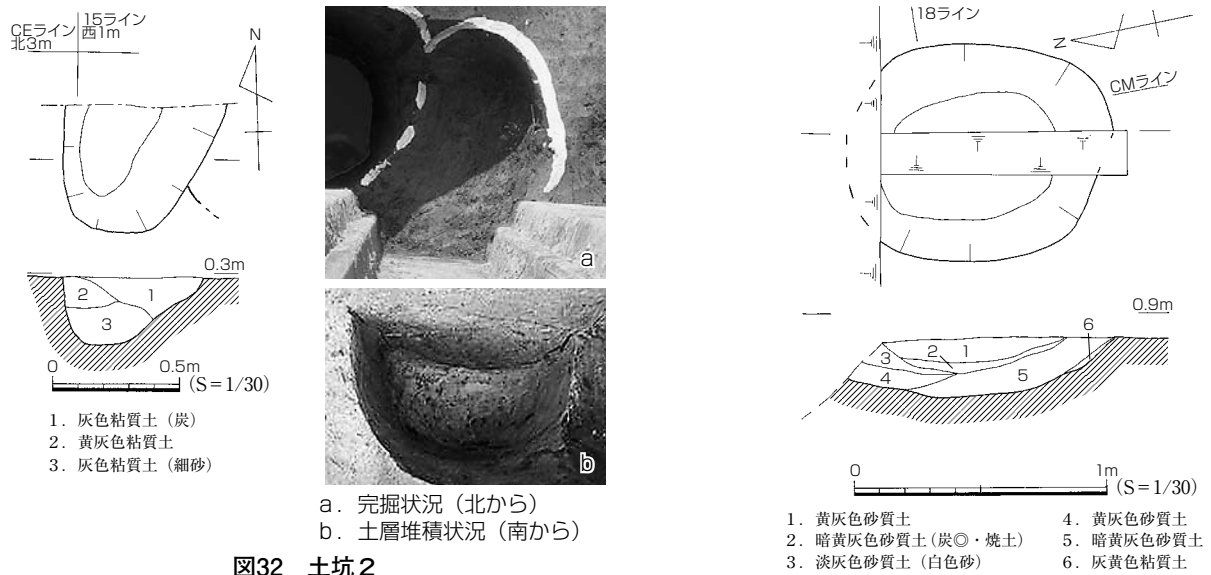 CEライン
北3m
15ライン
西1m
N
0.3m
1
2
3
0 0.5m (S=1/30)
1. 灰色粘質土（炭）
2. 黄灰色粘質土
3. 灰色粘質土（細砂）
a
b
a. 完掘状況（北から）
b. 土層堆積状況（南から）
図32 土坑2
18ライン
N
CMライン
0.9m
1
2
3
4
5
6
0 1m (S=1/30)
1. 黄灰色砂質土
2. 暗黄灰色砂質土（炭◎・焼土）
3. 淡灰色砂質土（白色砂）
4. 黄灰色砂質土
5. 暗黄灰色砂質土
6. 灰黄色粘質土